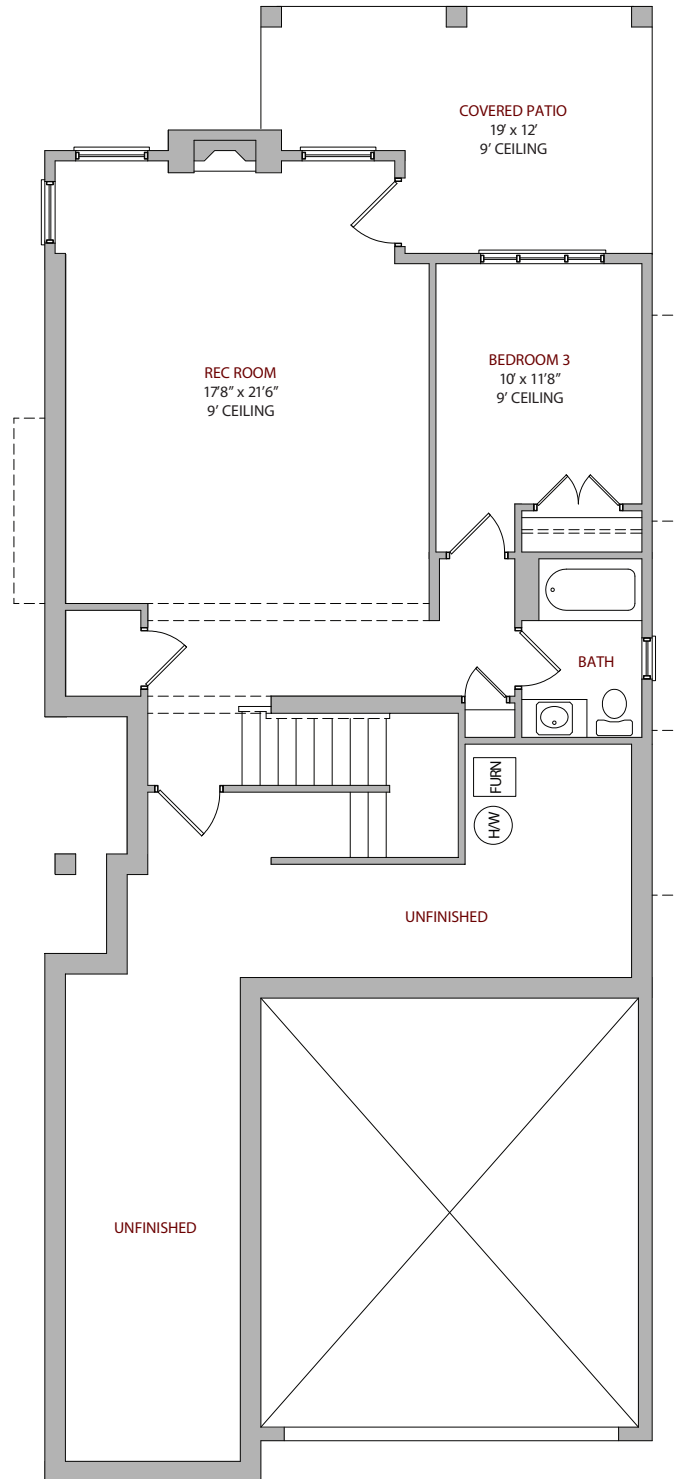 COVERED PATIO
19’ x 12’
9’ CEILING
REC ROOM
17’8” x 21’6”
9’ CEILING
BEDROOM 3
10’ x 11’8”
9’ CEILING
BATH
FURN
H/W
UNFINISHED
UNFINISHED